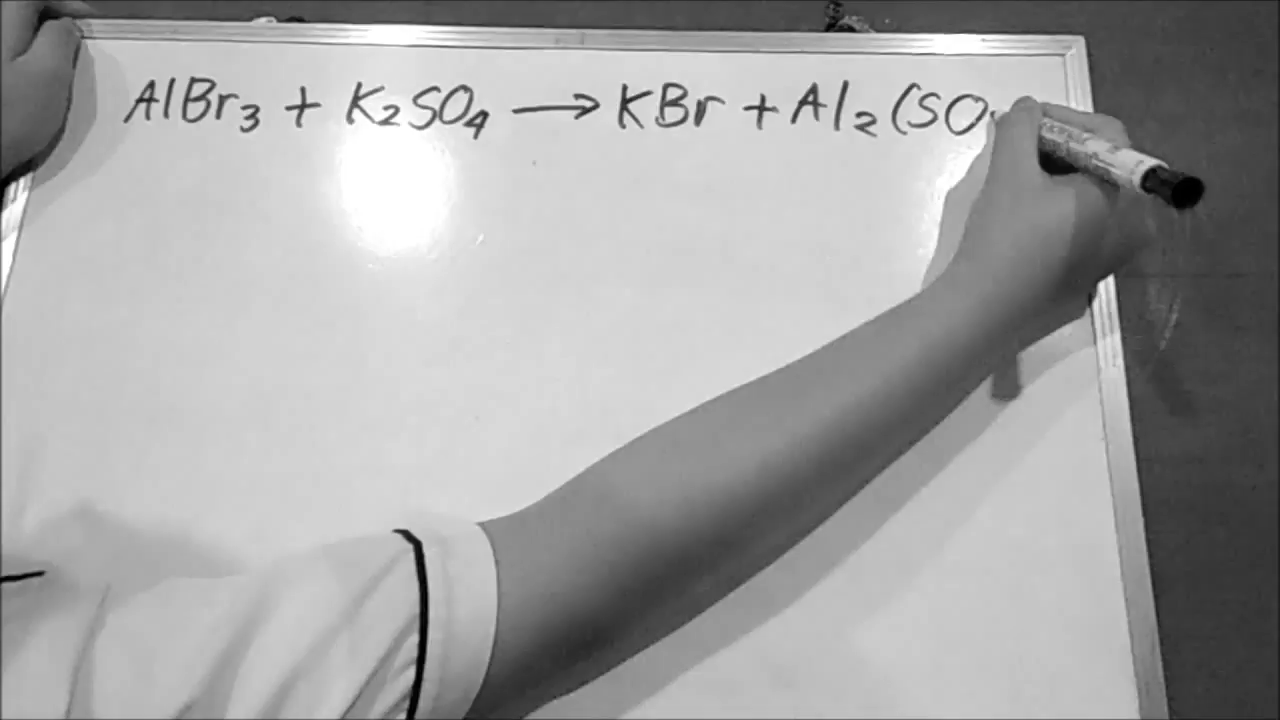 AlBr₃ + K₂SO₄ → KBr + Al₂(SO